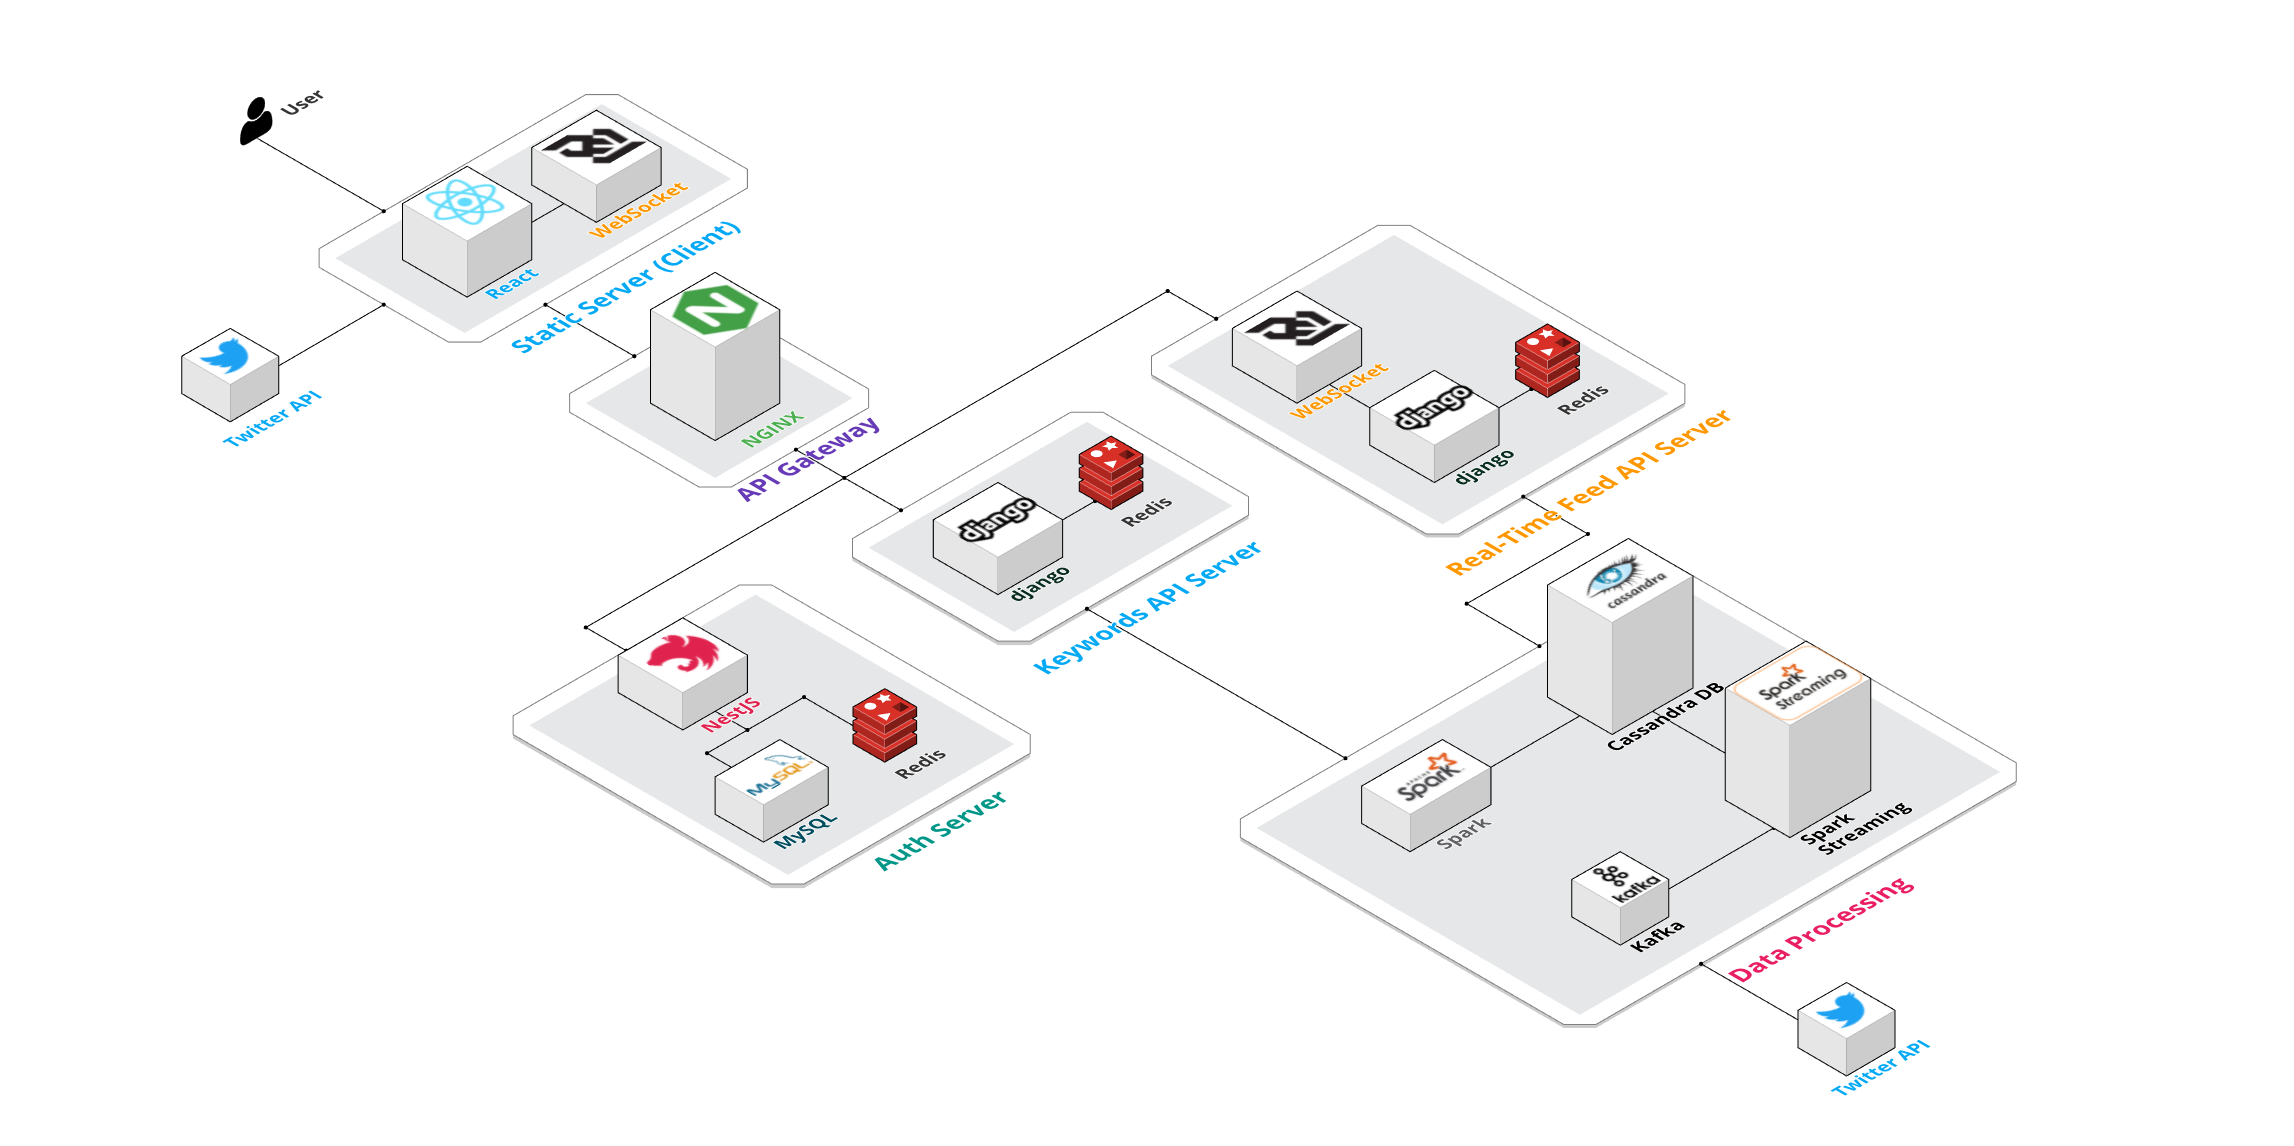 User
WebSocket
React
Static Server (Client)
Twitter API
NGINX
API Gateway
WebSocket
django
django
Redis
Real-Time Feed API Server
django
django
Redis
Keywords API Server
NestJS
MySQL
MySQL
Redis
Auth Server
cassandra
Cassandra DB
Spark
Streaming
Spark
Streaming
APACHE
Spark
Spark
kafka
Kafka
Data Processing
Twitter API